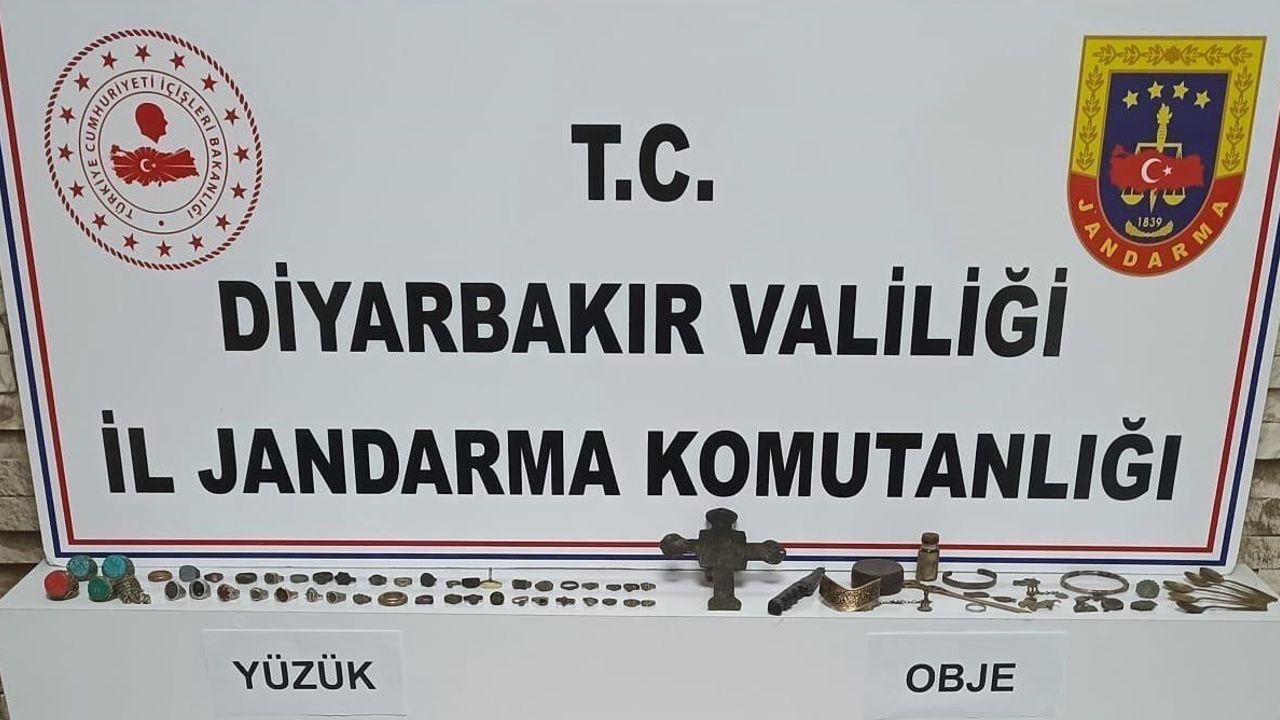 TÜRKİYE CUMHURİYETİ İÇİŞLERİ BAKANLIĞI
T.C.
DİYARBAKIR VALİLİĞİ
İL JANDARMA KOMUTANLIĞI
1839
JANDARMA
YÜZÜK
OBJE